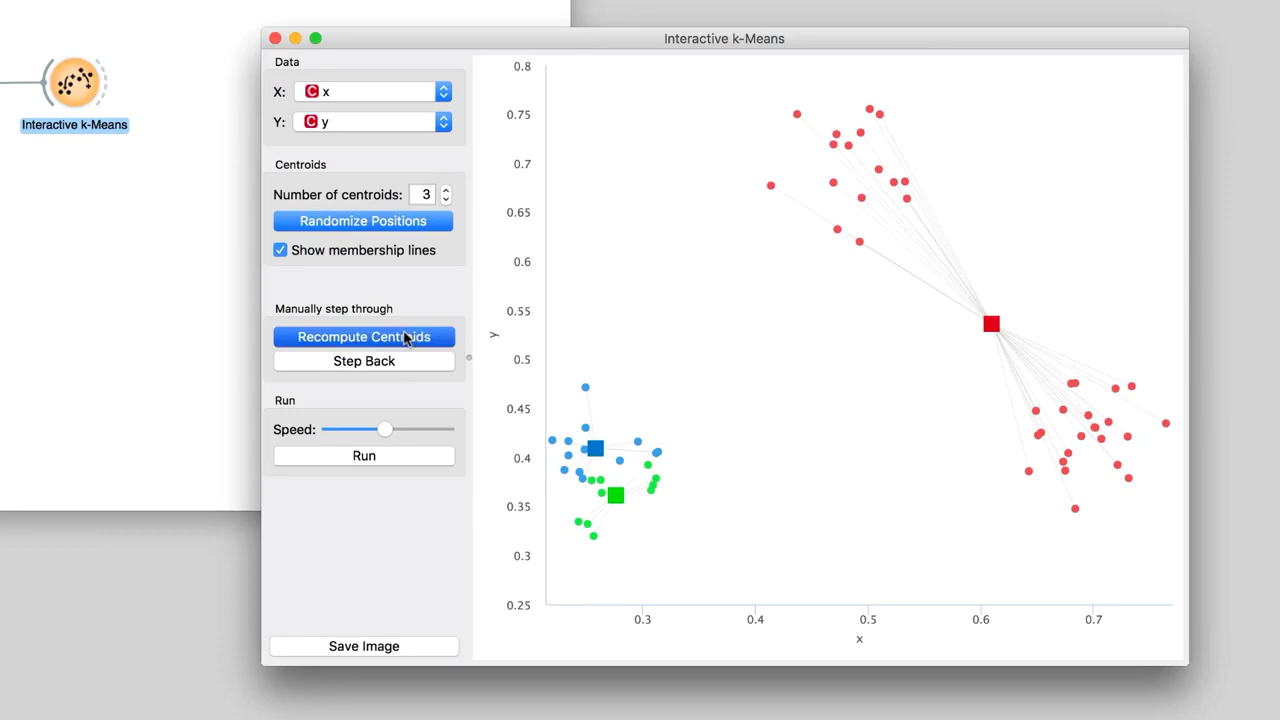 Interactive k-Means
Interactive k-Means
Data
X: C x
Y: C y
Centroids
Number of centroids: 3
Randomize Positions
Show membership lines
Manually step through
Recompute Centroids
Step Back
Run
Speed:
Run
Save Image
0.8
0.75
0.7
0.65
0.6
0.55
0.5
0.45
0.4
0.35
0.3
0.25
y
0.3 0.4 0.5 0.6 0.7
x